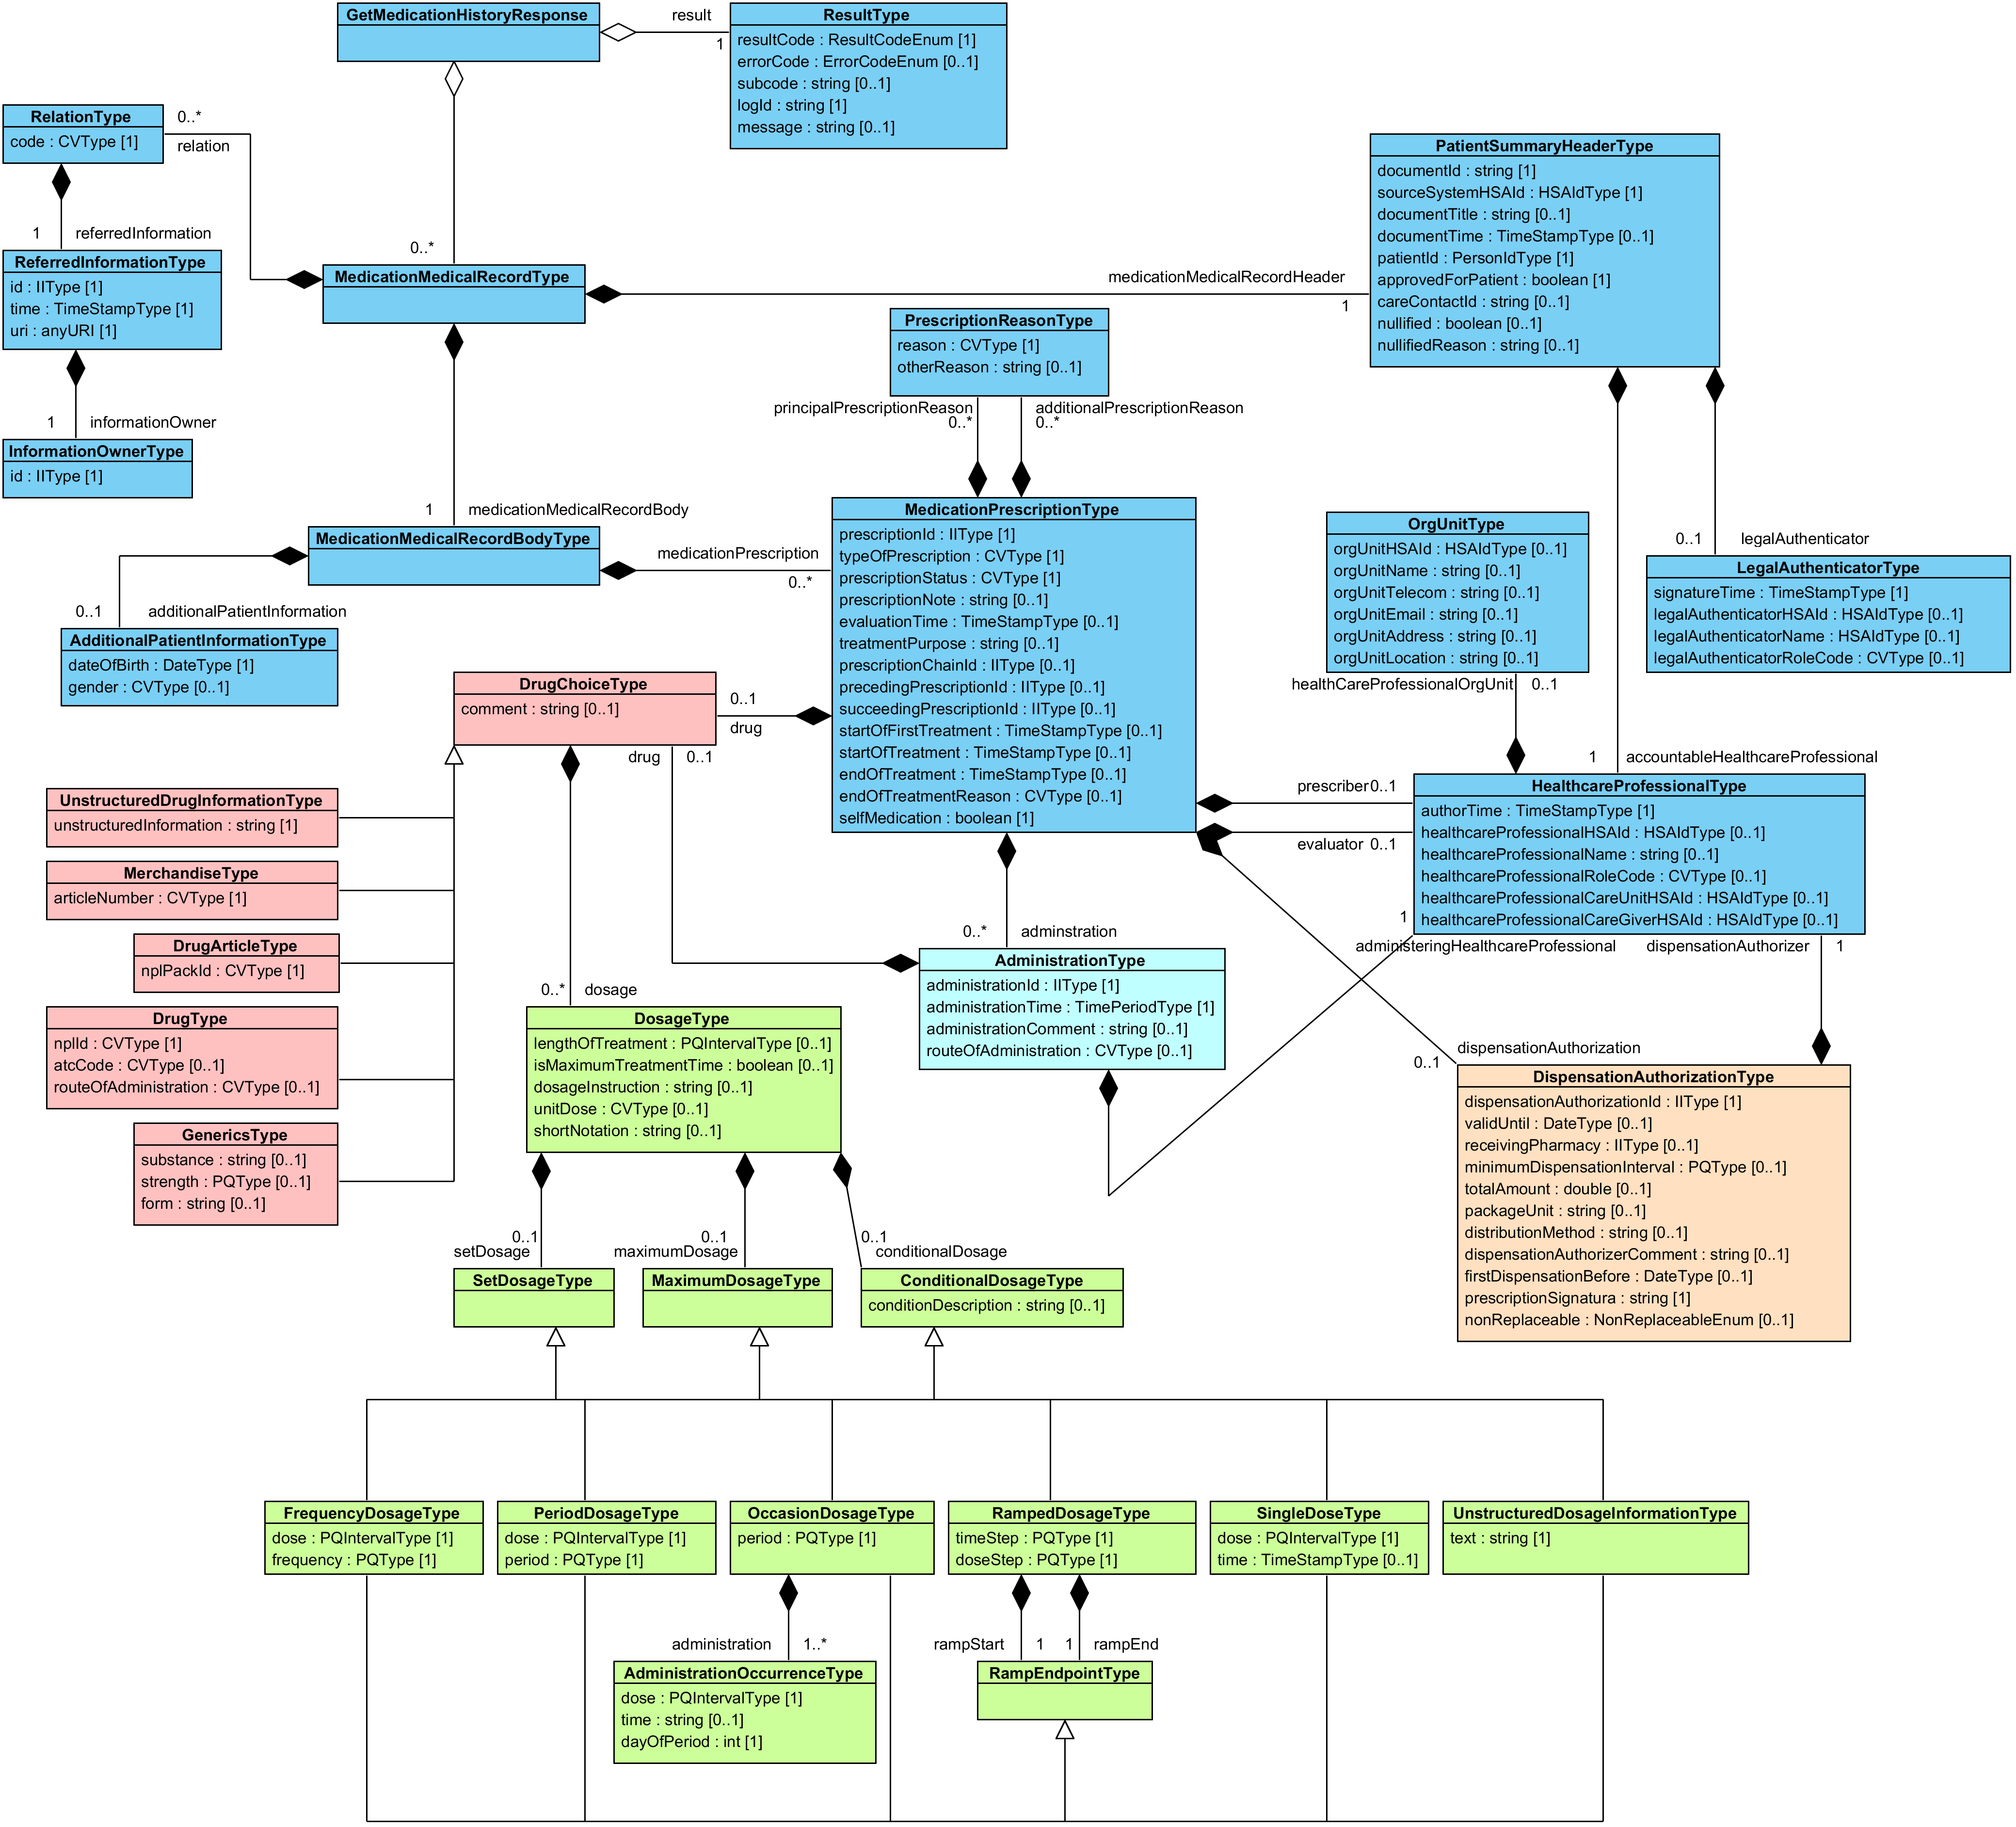 GetMedicationHistoryResponse
result
1
ResultType
resultCode : ResultCodeEnum [1]
errorCode : ErrorCodeEnum [0..1]
subcode : string [0..1]
logId : string [1]
message : string [0..1]
RelationType
code : CVType [1]
0..*
relation
PatientSummaryHeaderType
documentId : string [1]
sourceSystemHSAId : HSAIdType [1]
documentTitle : string [0..1]
documentTime : TimeStampType [0..1]
patientId : PersonIdType [1]
approvedForPatient : boolean [1]
careContactId : string [0..1]
nullified : boolean [0..1]
nullifiedReason : string [0..1]
1
referredInformation
0..*
ReferredInformationType
id : IIType [1]
time : TimeStampType [1]
uri : anyURI [1]
MedicationMedicalRecordType
medicationMedicalRecordHeader
1
PrescriptionReasonType
reason : CVType [1]
otherReason : string [0..1]
principalPrescriptionReason
0..*
additionalPrescriptionReason
0..*
1
informationOwner
InformationOwnerType
id : IIType [1]
1
medicationMedicalRecordBody
MedicationMedicalRecordBodyType
medicationPrescription
0..*
MedicationPrescriptionType
prescriptionId : IIType [1]
typeOfPrescription : CVType [1]
prescriptionStatus : CVType [1]
prescriptionNote : string [0..1]
evaluationTime : TimeStampType [0..1]
treatmentPurpose : string [0..1]
prescriptionChainId : IIType [0..1]
precedingPrescriptionId : IIType [0..1]
succeedingPrescriptionId : IIType [0..1]
startOfFirstTreatment : TimeStampType [0..1]
startOfTreatment : TimeStampType [0..1]
endOfTreatment : TimeStampType [0..1]
endOfTreatmentReason : CVType [0..1]
selfMedication : boolean [1]
OrgUnitType
orgUnitHSAId : HSAIdType [0..1]
orgUnitName : string [0..1]
orgUnitTelecom : string [0..1]
orgUnitEmail : string [0..1]
orgUnitAddress : string [0..1]
orgUnitLocation : string [0..1]
healthCareProfessionalOrgUnit
0..1
0..1
legalAuthenticator
LegalAuthenticatorType
signatureTime : TimeStampType [1]
legalAuthenticatorHSAId : HSAIdType [0..1]
legalAuthenticatorName : HSAIdType [0..1]
legalAuthenticatorRoleCode : CVType [0..1]
0..1
additionalPatientInformation
AdditionalPatientInformationType
dateOfBirth : DateType [1]
gender : CVType [0..1]
DrugChoiceType
comment : string [0..1]
0..1
drug
drug
0..1
1
accountableHealthcareProfessional
prescriber
0..1
evaluator
0..1
HealthcareProfessionalType
authorTime : TimeStampType [1]
healthcareProfessionalHSAId : HSAIdType [0..1]
healthcareProfessionalName : string [0..1]
healthcareProfessionalRoleCode : CVType [0..1]
healthcareProfessionalCareUnitHSAId : HSAIdType [0..1]
healthcareProfessionalCareGiverHSAId : HSAIdType [0..1]
UnstructuredDrugInformationType
unstructuredInformation : string [1]
MerchandiseType
articleNumber : CVType [1]
DrugArticleType
nplPackId : CVType [1]
DrugType
nplId : CVType [1]
atcCode : CVType [0..1]
routeOfAdministration : CVType [0..1]
GenericsType
substance : string [0..1]
strength : PQType [0..1]
form : string [0..1]
0..*
adminstration
1
administeringHealthcareProfessional
dispensationAuthorizer
1
AdministrationType
administrationId : IIType [1]
administrationTime : TimePeriodType [1]
administrationComment : string [0..1]
routeOfAdministration : CVType [0..1]
0..*
dosage
DosageType
lengthOfTreatment : PQIntervalType [0..1]
isMaximumTreatmentTime : boolean [0..1]
dosageInstruction : string [0..1]
unitDose : CVType [0..1]
shortNotation : string [0..1]
dispensationAuthorization
0..1
DispensationAuthorizationType
dispensationAuthorizationId : IIType [1]
validUntil : DateType [0..1]
receivingPharmacy : IIType [0..1]
minimumDispensationInterval : PQType [0..1]
totalAmount : double [0..1]
packageUnit : string [0..1]
distributionMethod : string [0..1]
dispensationAuthorizerComment : string [0..1]
firstDispensationBefore : DateType [0..1]
prescriptionSignatura : string [1]
nonReplaceable : NonReplaceableEnum [0..1]
0..1
setDosage
0..1
maximumDosage
0..1
conditionalDosage
SetDosageType
MaximumDosageType
ConditionalDosageType
conditionDescription : string [0..1]
FrequencyDosageType
dose : PQIntervalType [1]
frequency : PQType [1]
PeriodDosageType
dose : PQIntervalType [1]
period : PQType [1]
OccasionDosageType
period : PQType [1]
RampedDosageType
timeStep : PQType [1]
doseStep : PQType [1]
SingleDoseType
dose : PQIntervalType [1]
time : TimeStampType [0..1]
UnstructuredDosageInformationType
text : string [1]
administration
1..*
rampStart
1
1
rampEnd
AdministrationOccurrenceType
dose : PQIntervalType [1]
time : string [0..1]
dayOfPeriod : int [1]
RampEndpointType